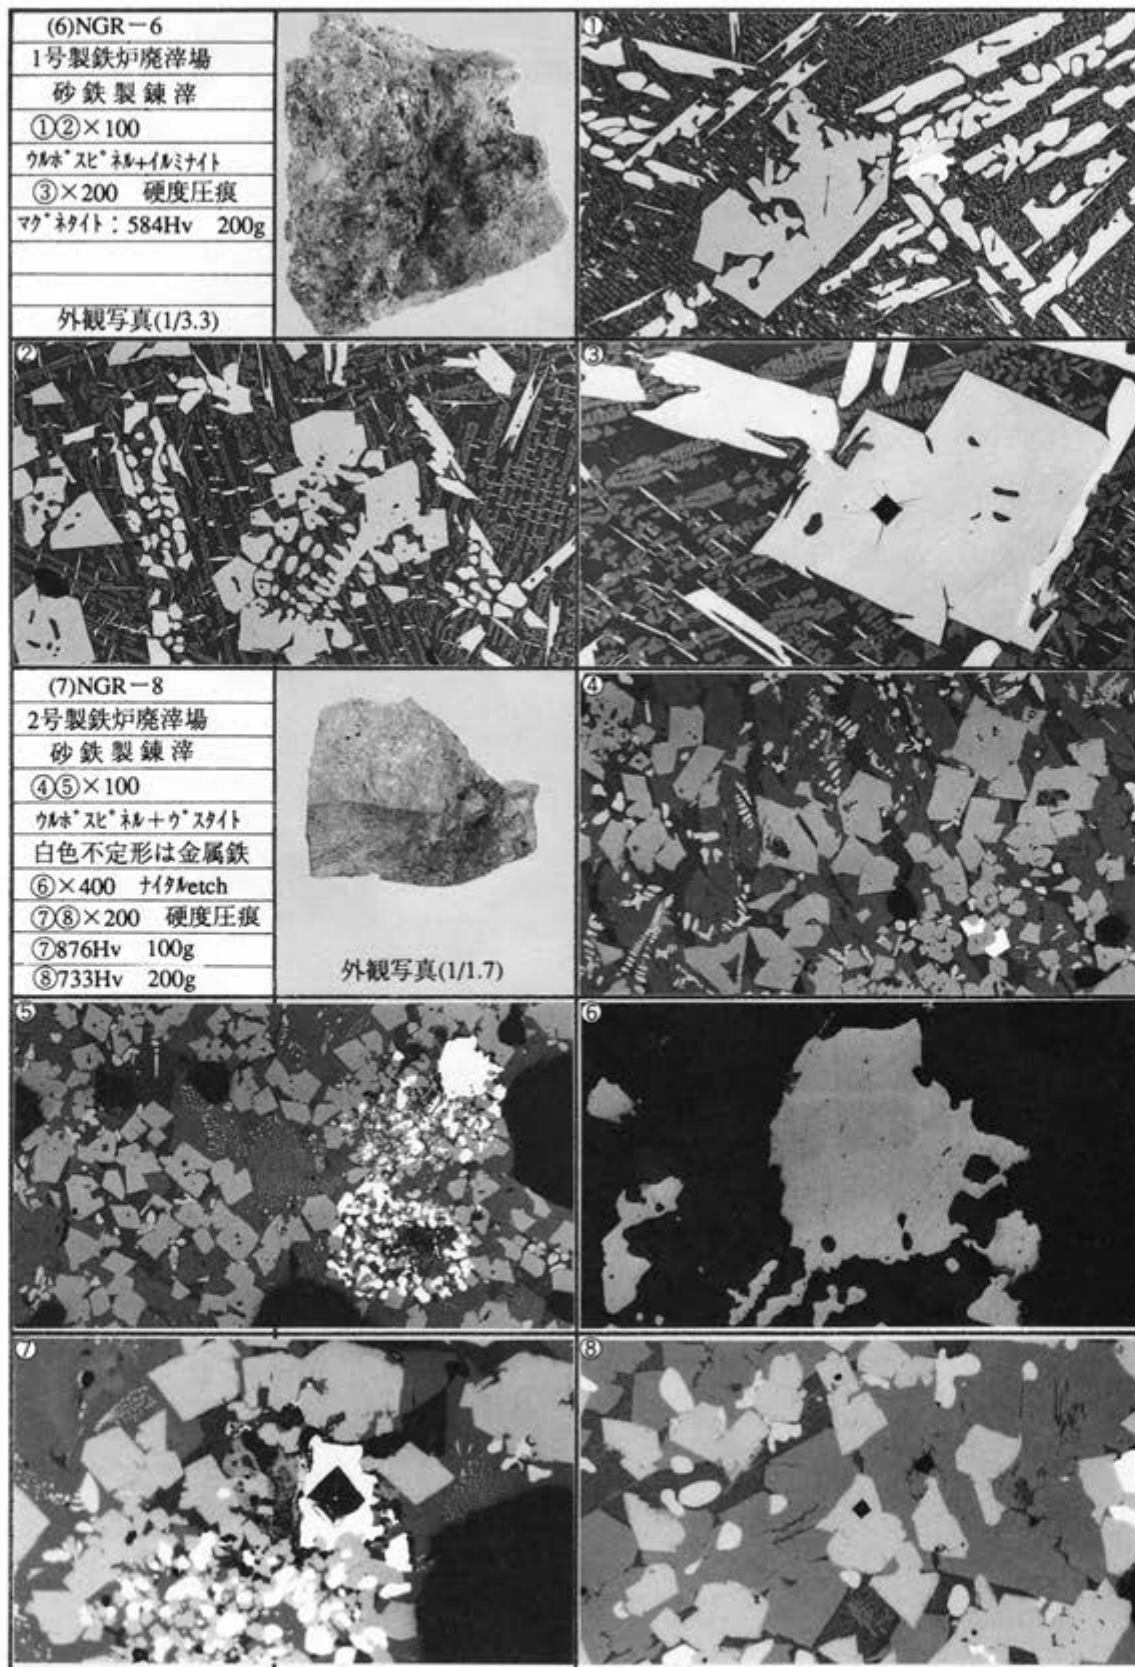 (6)NGR－6
1号製鉄炉廃滓場
砂鉄製錬滓
①②×100
ウルボスピネル+イルミナイト
③×200 硬度圧痕
マグネタイト：584Hv 200g
外観写真(1/3.3)
①
②
③
(7)NGR－8
2号製鉄炉廃滓場
砂鉄製錬滓
④⑤×100
ウルボスピネル＋ヴスタイト
白色不定形は金属鉄
⑥×400 ナイタルetch
⑦⑧×200 硬度圧痕
⑦876Hv 100g
⑧733Hv 200g
外観写真(1/1.7)
④
⑤
⑥
⑦
⑧